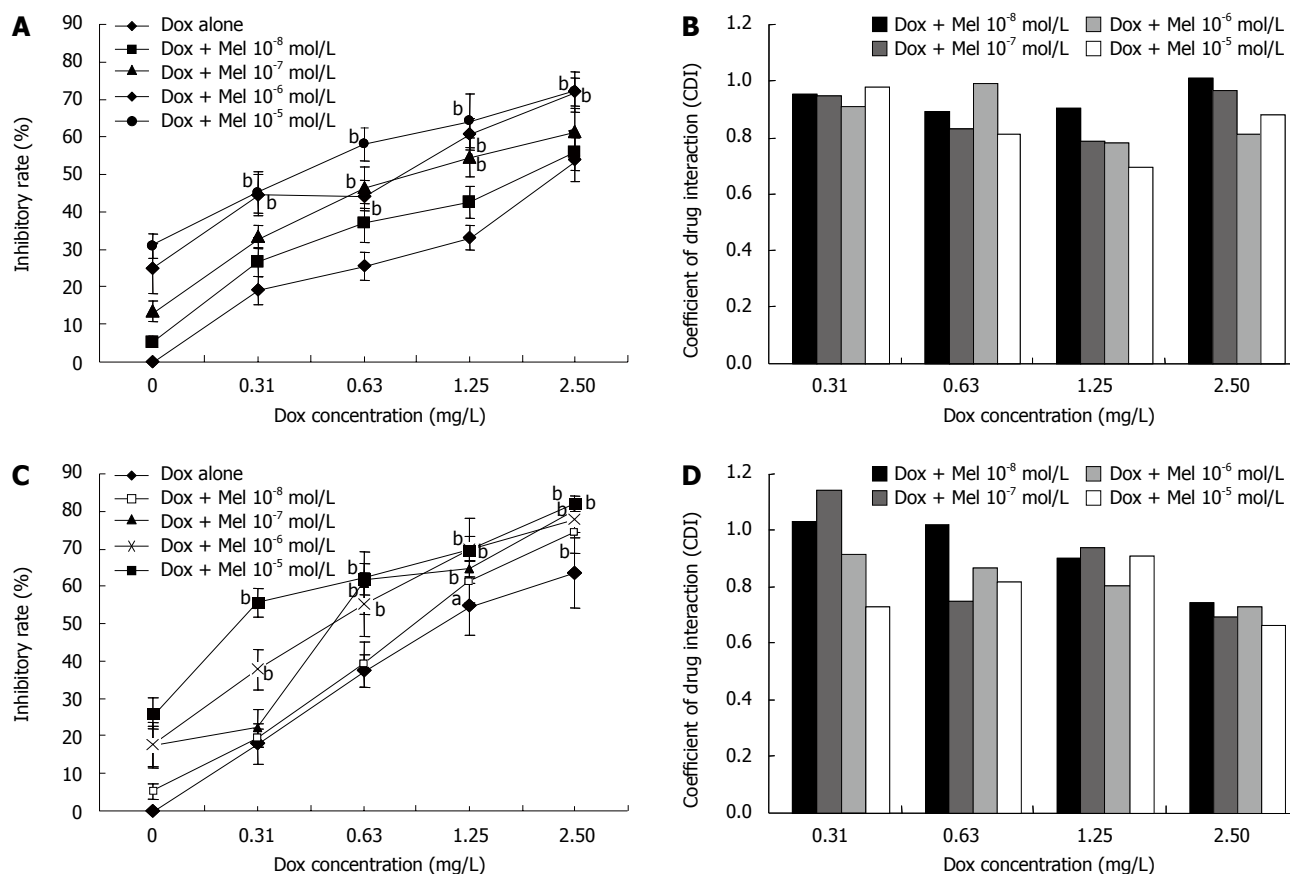 A
90
80
70
60
50
40
30
20
10
0
Inhibitory rate (%)
Dox alone
Dox + Mel 10⁻⁸ mol/L
Dox + Mel 10⁻⁷ mol/L
Dox + Mel 10⁻⁶ mol/L
Dox + Mel 10⁻⁵ mol/L
b b b b b b b b b b b
0 0.31 0.63 1.25 2.50
Dox concentration (mg/L)
B
1.2
1.0
0.8
0.6
0.4
0.2
0.0
Coefficient of drug interaction (CDI)
Dox + Mel 10⁻⁸ mol/L Dox + Mel 10⁻⁶ mol/L
Dox + Mel 10⁻⁷ mol/L Dox + Mel 10⁻⁵ mol/L
0.31 0.63 1.25 2.50
Dox concentration (mg/L)
C
90
80
70
60
50
40
30
20
10
0
Inhibitory rate (%)
Dox alone
Dox + Mel 10⁻⁸ mol/L
Dox + Mel 10⁻⁷ mol/L
Dox + Mel 10⁻⁶ mol/L
Dox + Mel 10⁻⁵ mol/L
b b b b b b b b a b b b b
0 0.31 0.63 1.25 2.50
Dox concentration (mg/L)
D
1.2
1.0
0.8
0.6
0.4
0.2
0.0
Coefficient of drug interaction (CDI)
Dox + Mel 10⁻⁸ mol/L Dox + Mel 10⁻⁶ mol/L
Dox + Mel 10⁻⁷ mol/L Dox + Mel 10⁻⁵ mol/L
0.31 0.63 1.25 2.50
Dox concentration (mg/L)